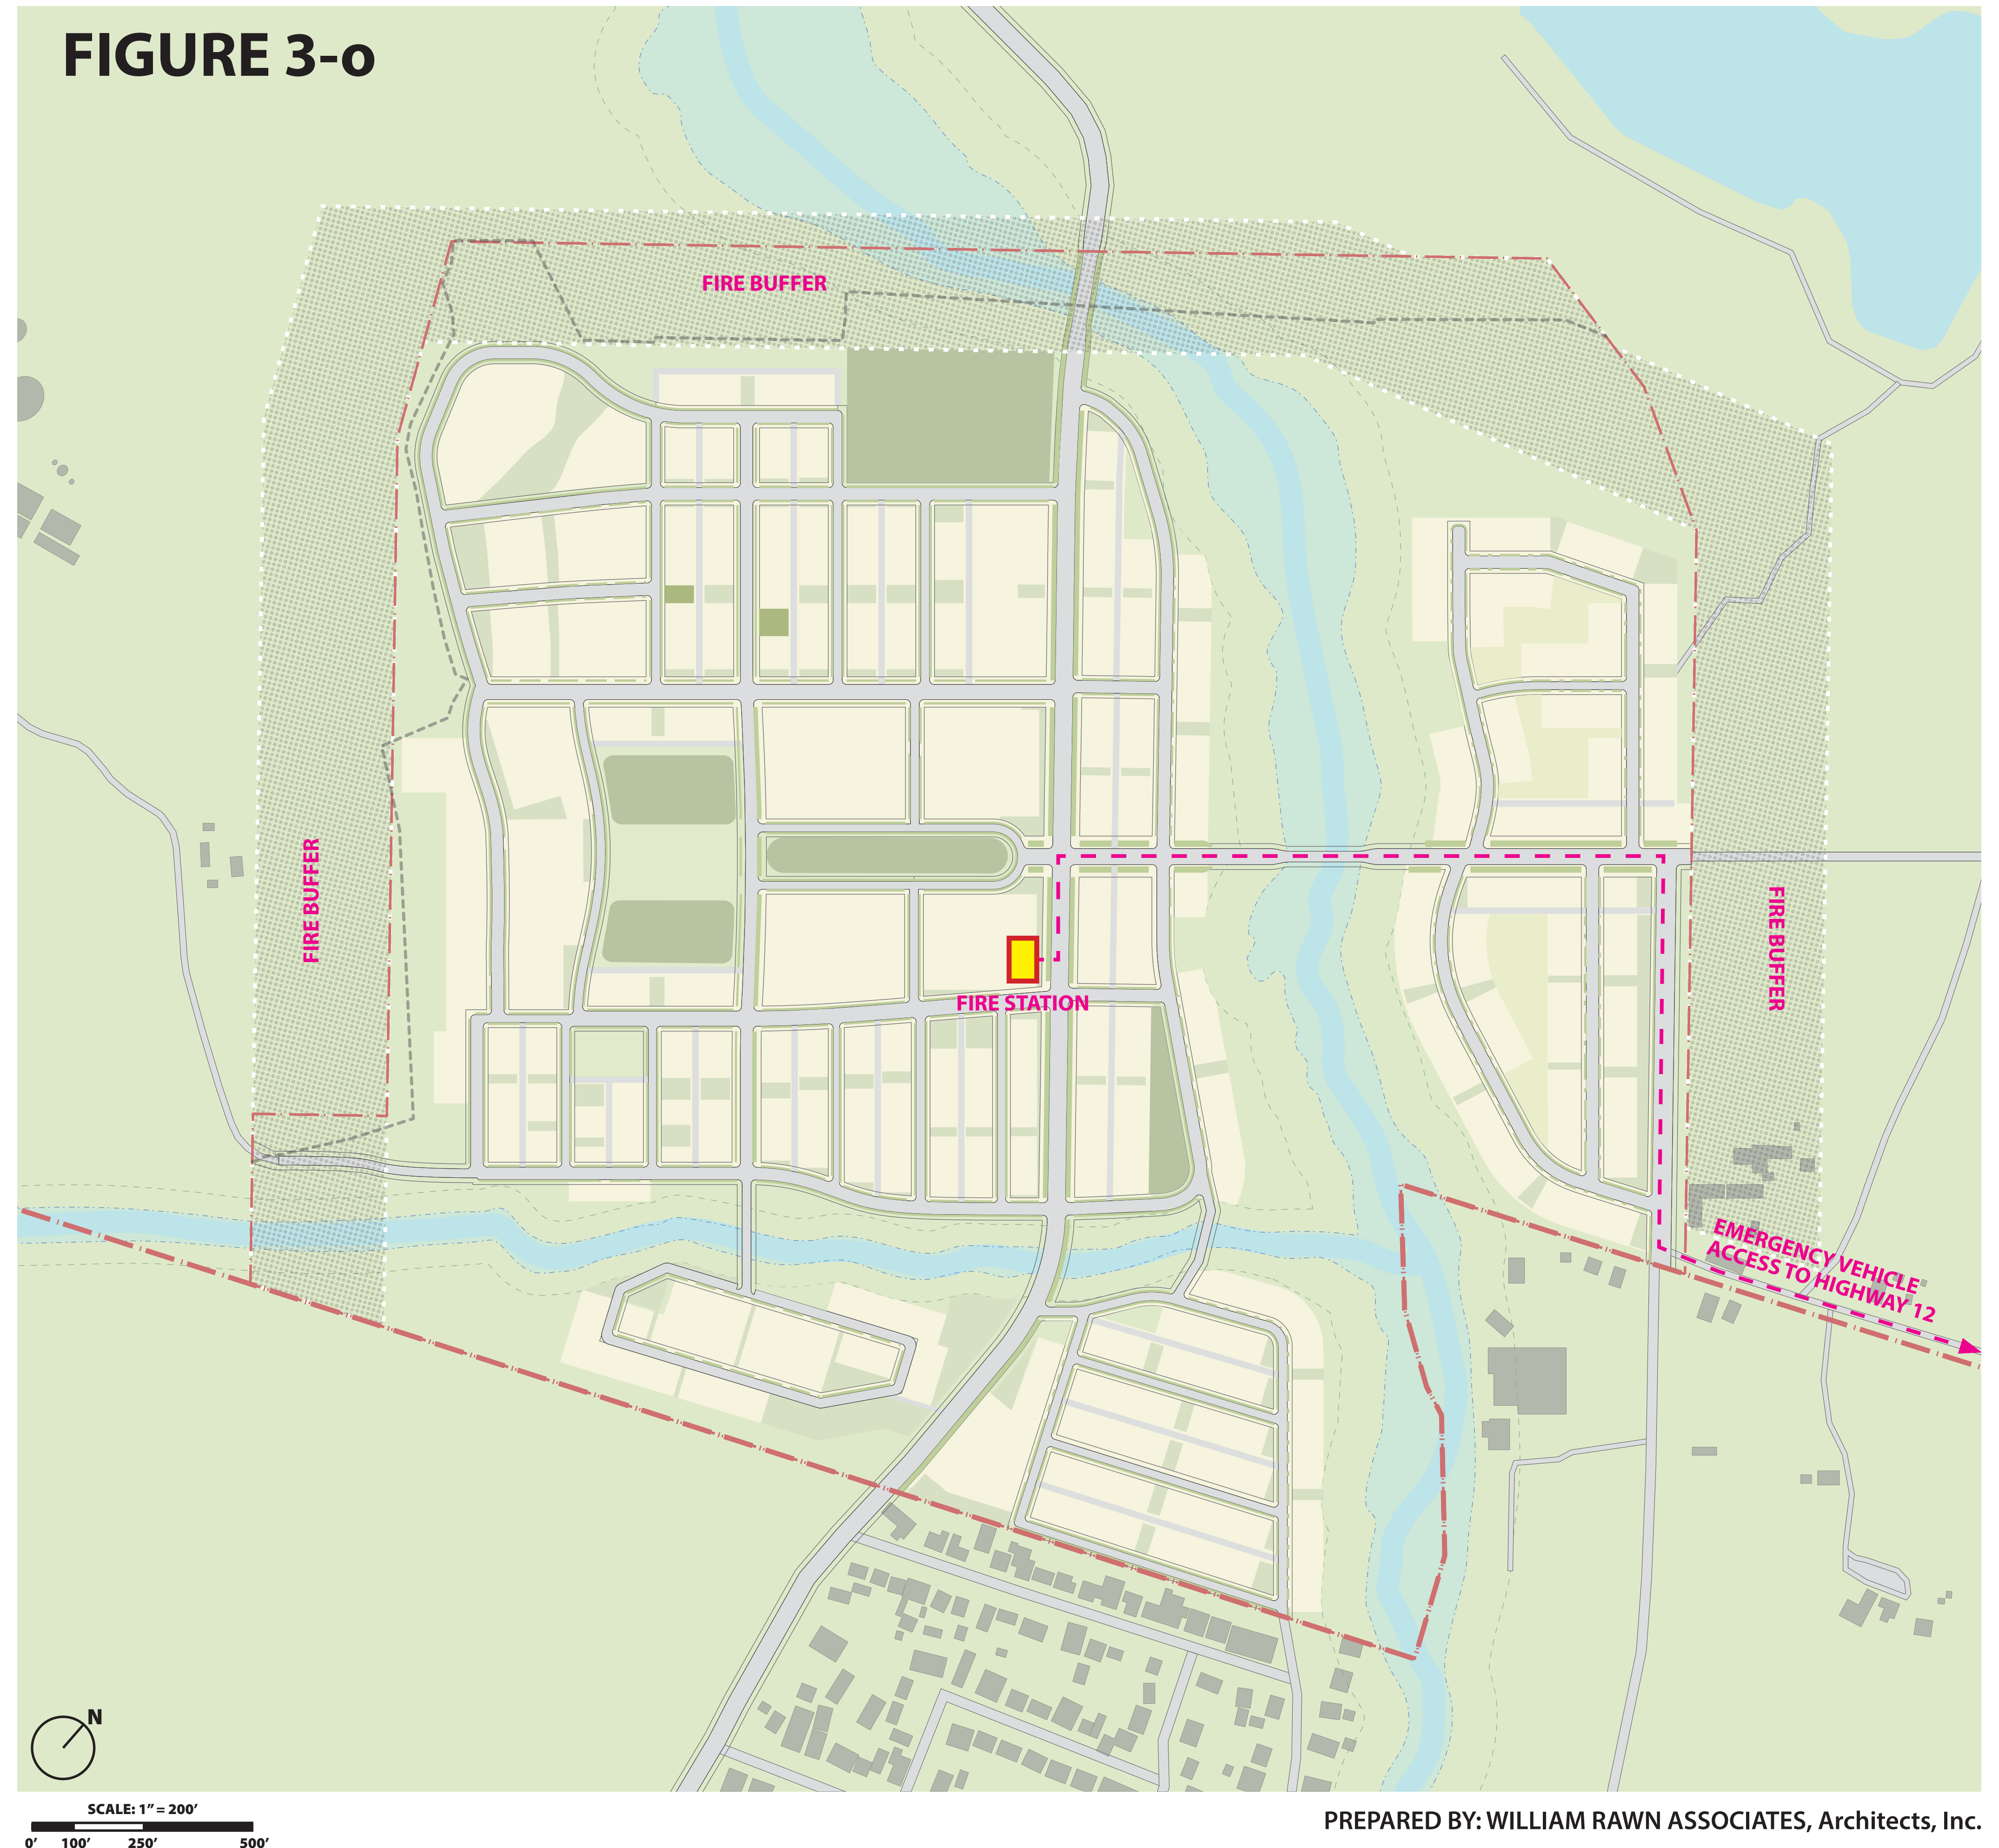 FIGURE 3-o
FIRE BUFFER
FIRE BUFFER
FIRE BUFFER
FIRE STATION
EMERGENCY VEHICLE
ACCESS TO HIGHWAY 12
N
SCALE: 1” = 200’
0’ 100’ 250’ 500’
PREPARED BY: WILLIAM RAWN ASSOCIATES, Architects, Inc.